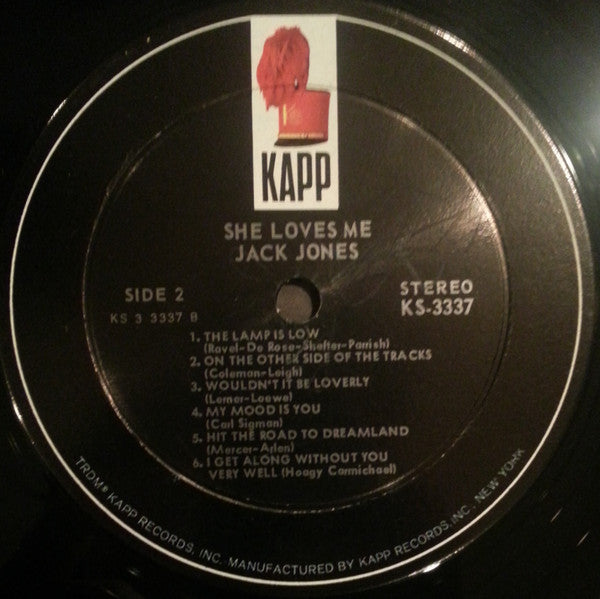 KAPP
SHE LOVES ME
JACK JONES
SIDE 2
STEREO
KS 3 3337 B
KS-3337
1. THE LAMP IS LOW
(Ravel-De Rose-Shefter-Parrish)
2. ON THE OTHER SIDE OF THE TRACKS
(Coleman-Leigh)
3. WOULDN'T IT BE LOVERLY
(Lerner-Loewe)
4. MY MOOD IS YOU
(Carl Sigman)
5. HIT THE ROAD TO DREAMLAND
(Mercer-Arlen)
6. I GET ALONG WITHOUT YOU
VERY WELL (Hoagy Carmichael)
TRDM® KAPP RECORDS, INC. MANUFACTURED BY KAPP RECORDS, INC., NEW YORK